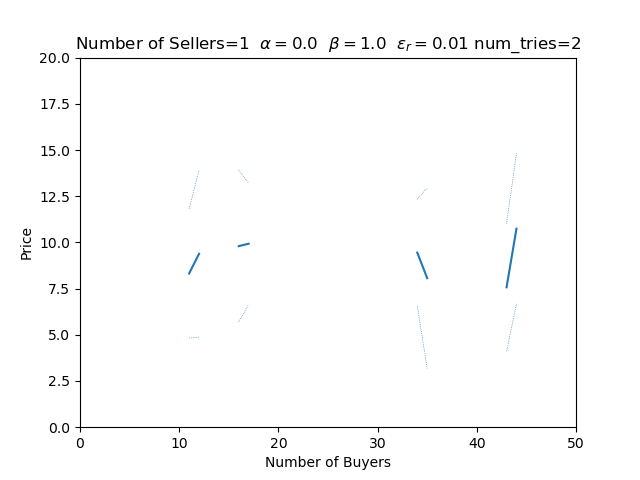 Number of Sellers=1 α = 0.0 β = 1.0 εᵣ = 0.01 num_tries=2
20.0
17.5
15.0
12.5
10.0
7.5
5.0
2.5
0.0
Price
0 10 20 30 40 50
Number of Buyers